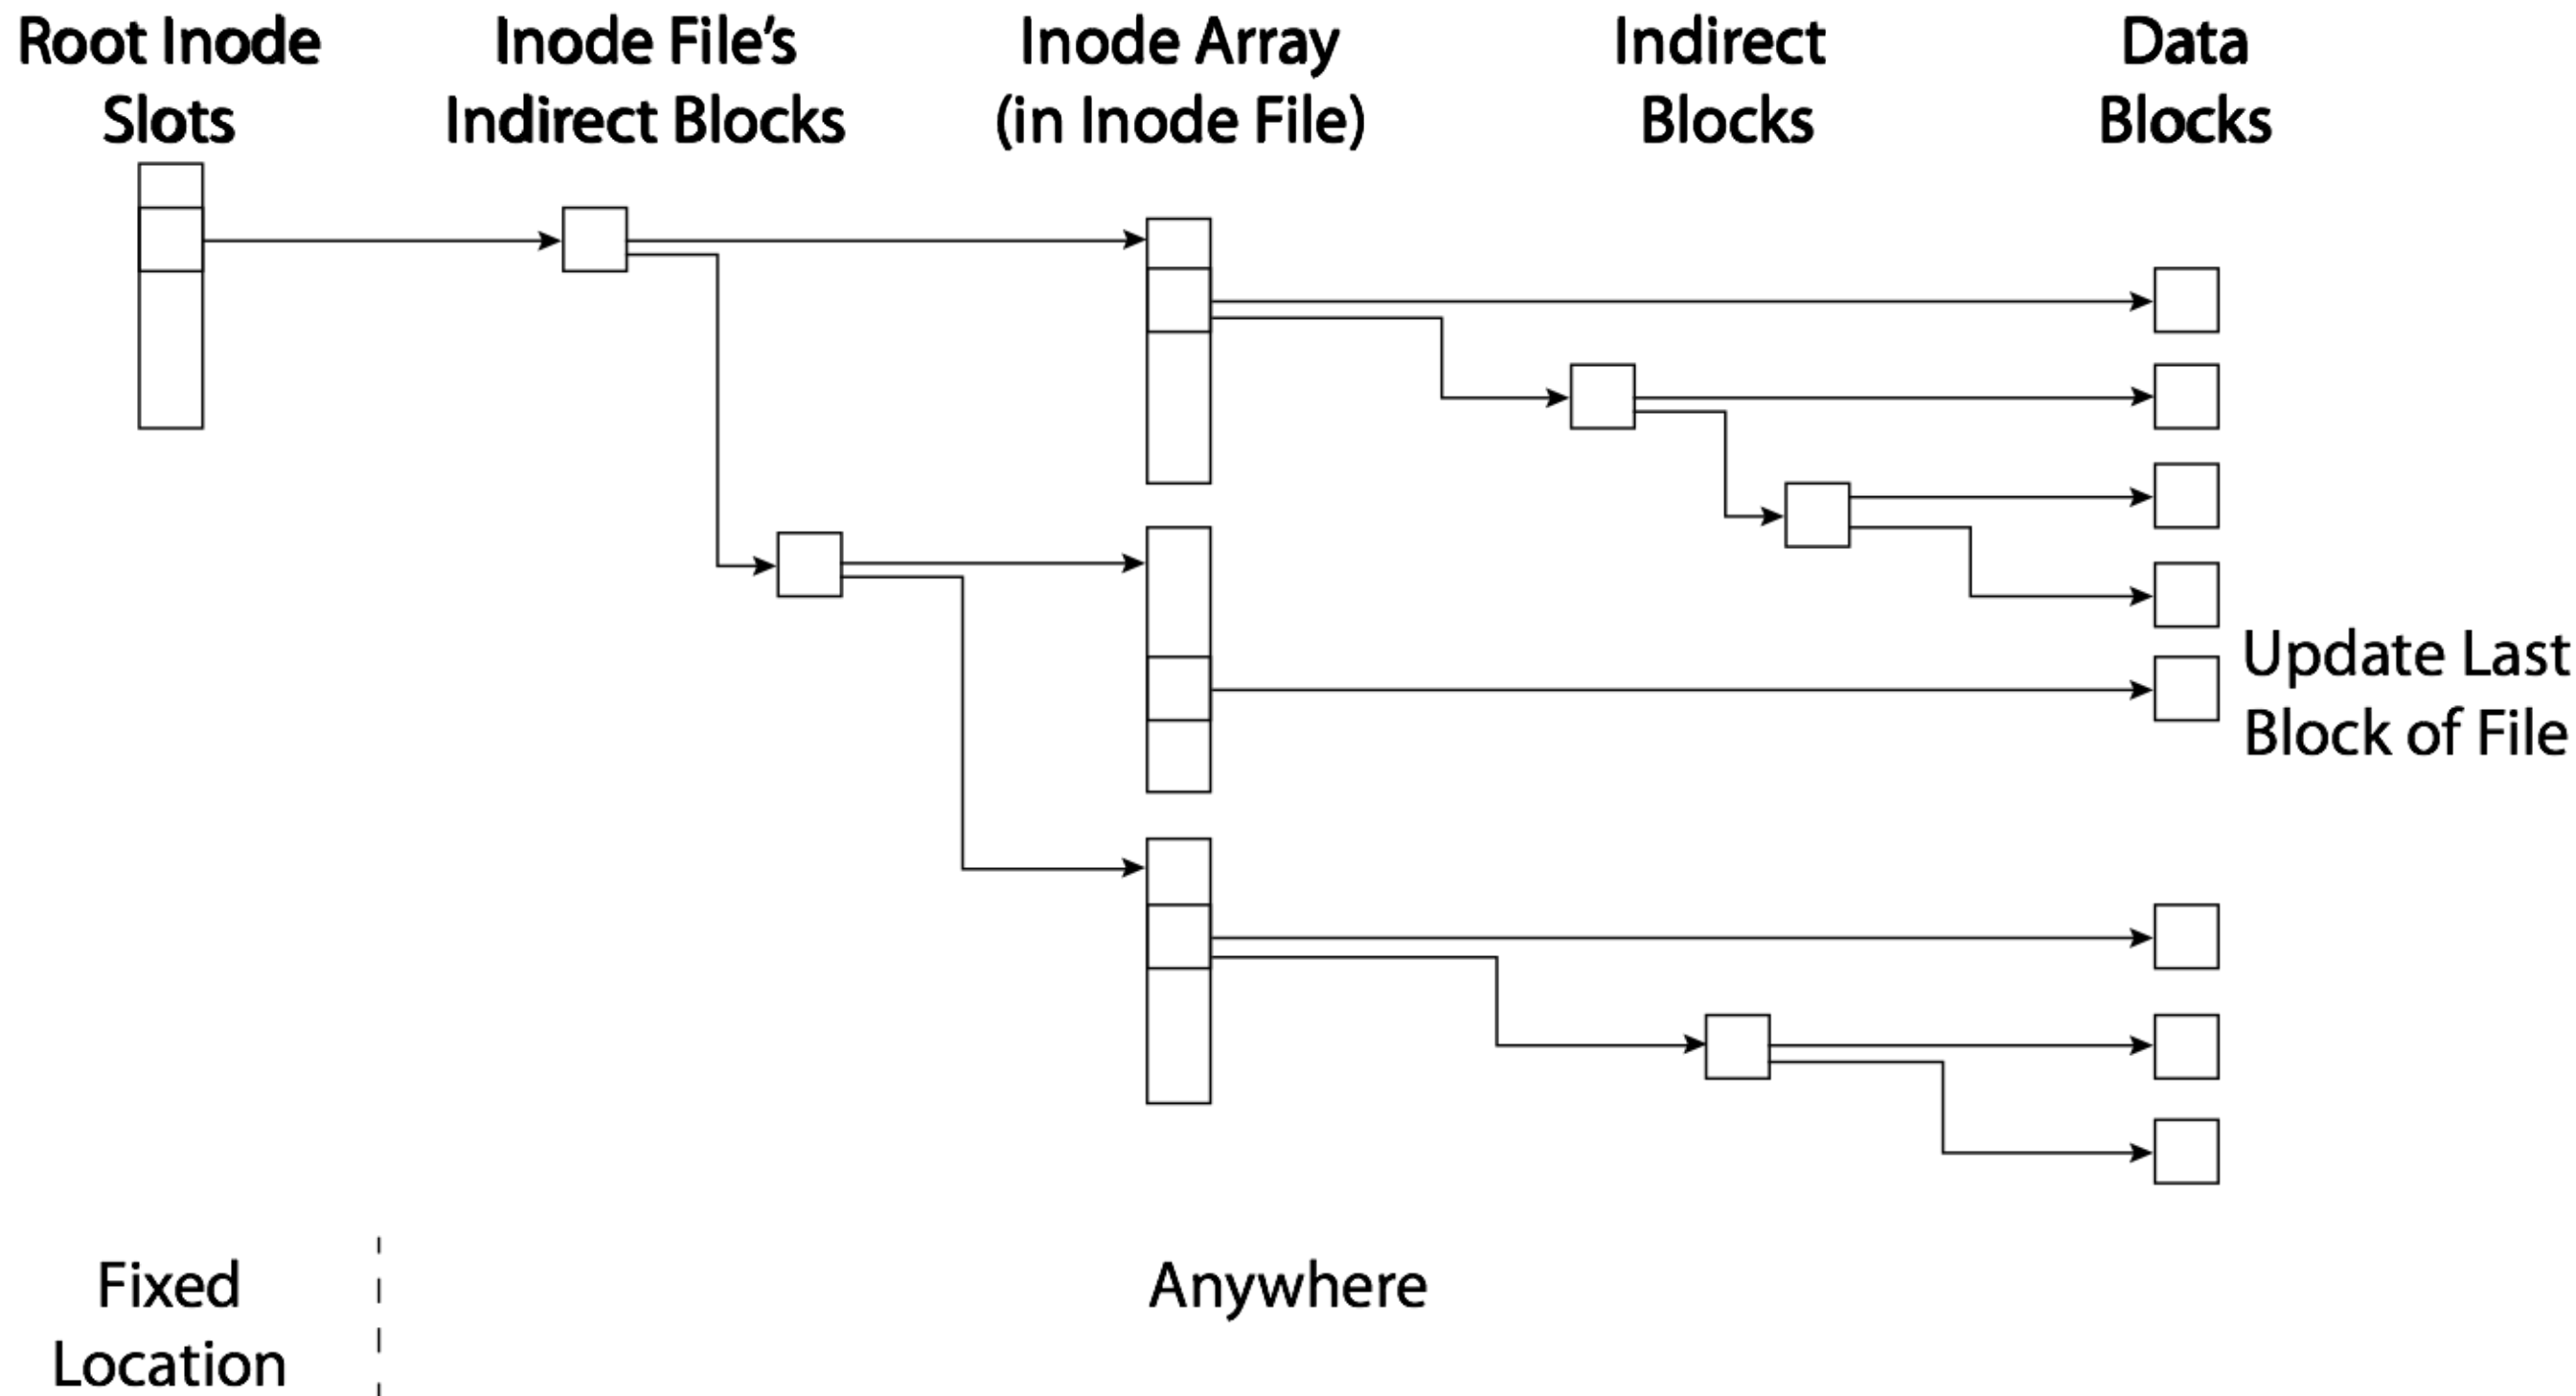 Root Inode
Slots
Inode File’s
Indirect Blocks
Inode Array
(in Inode File)
Indirect
Blocks
Data
Blocks
Update Last
Block of File
Fixed
Location
Anywhere